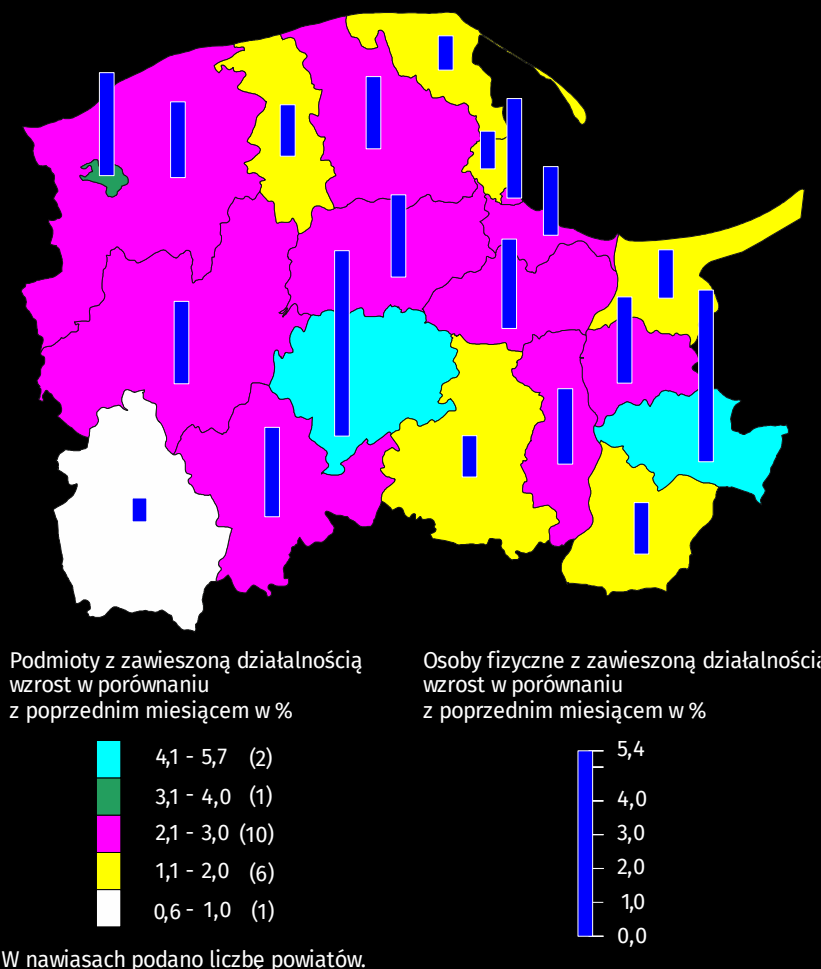 Podmioty z zawieszoną działalnością
wzrost w porównaniu
z poprzednim miesiącem w %
4,1 - 5,7 (2)
3,1 - 4,0 (1)
2,1 - 3,0 (10)
1,1 - 2,0 (6)
0,6 - 1,0 (1)
Osoby fizyczne z zawieszoną działalnością
wzrost w porównaniu
z poprzednim miesiącem w %
5,4
4,0
3,0
2,0
1,0
0,0
W nawiasach podano liczbę powiatów.